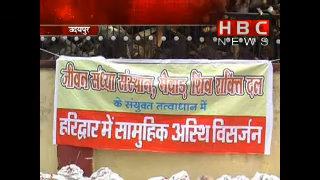 उदयपुर
HBC
NEWS
जीवन संध्या संस्थान, मेवाड़ शिव शक्ति दल
के संयुक्त तत्वाधान में
हरिद्वार में सामुहिक अस्थि विसर्जन